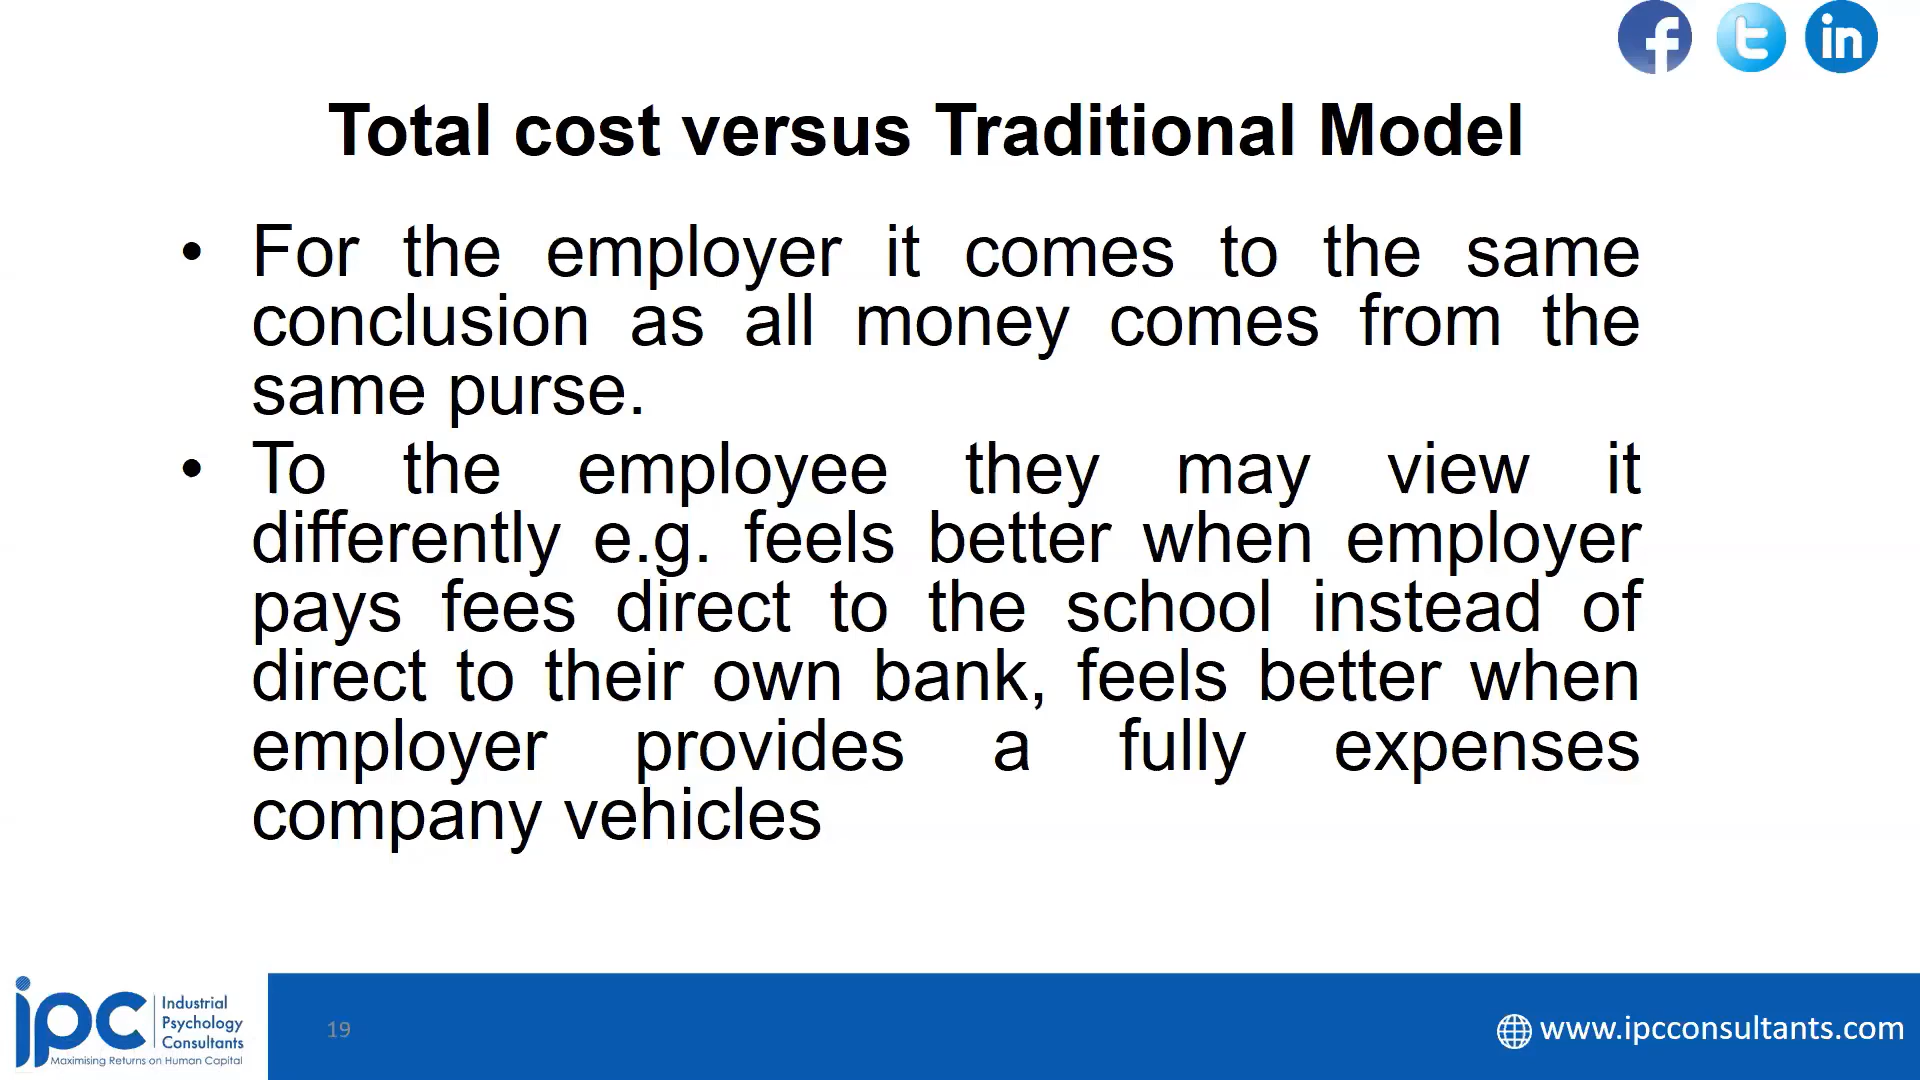 Total cost versus Traditional Model
• For the employer it comes to the same
conclusion as all money comes from the
same purse.
• To the employee they may view it
differently e.g. feels better when employer
pays fees direct to the school instead of
direct to their own bank, feels better when
employer provides a fully expenses
company vehicles
ipc
Industrial
Psychology
Consultants
Maximising Returns on Human Capital
19
www.ipcconsultants.com